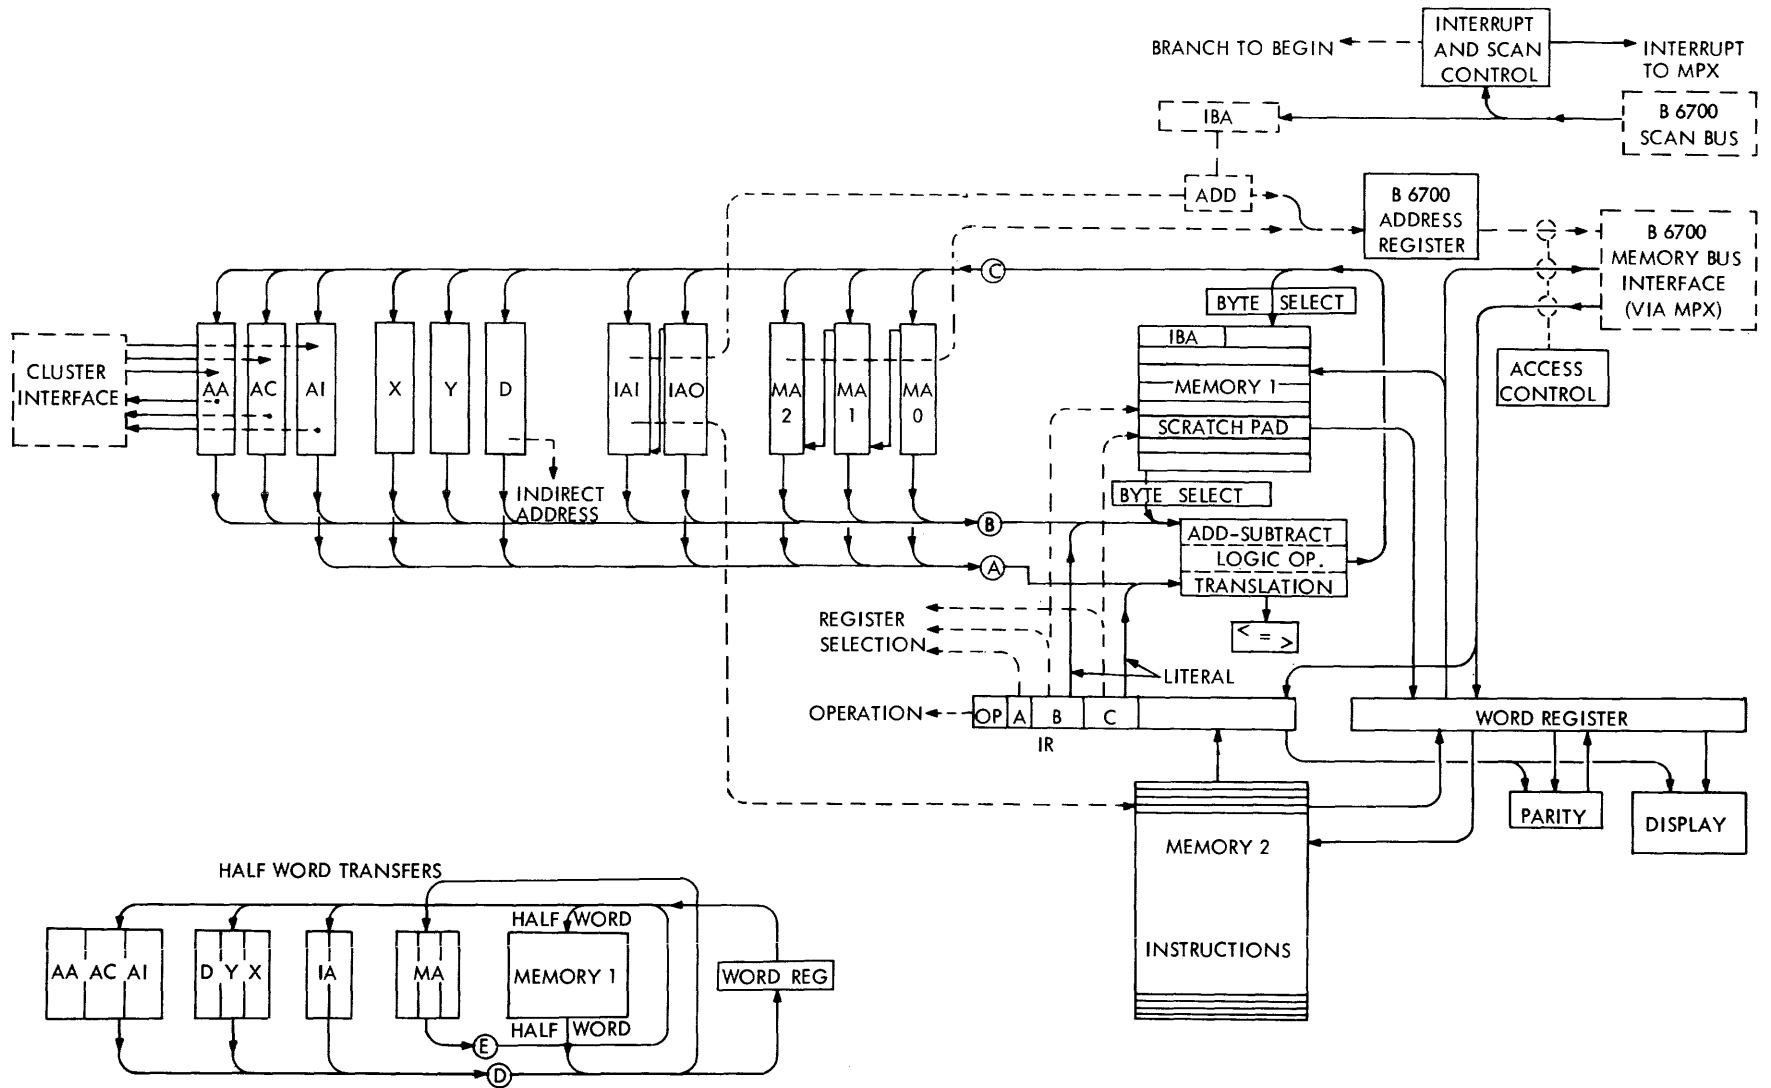 INTERRUPT
AND SCAN
CONTROL
BRANCH TO BEGIN
INTERRUPT
TO MPX
IBA
B 6700
SCAN BUS
ADD
B 6700
ADDRESS
REGISTER
B 6700
MEMORY BUS
INTERFACE
(VIA MPX)
C
BYTE SELECT
IBA
MEMORY 1
SCRATCH PAD
ACCESS
CONTROL
CLUSTER
INTERFACE
AA
AC
AI
X
Y
D
IAI
IAO
MA
2
MA
1
MA
0
INDIRECT
ADDRESS
BYTE SELECT
B
ADD-SUBTRACT
LOGIC OP.
TRANSLATION
A
< = >
REGISTER
SELECTION
LITERAL
OPERATION
OP A B C
IR
WORD REGISTER
PARITY
DISPLAY
MEMORY 2
INSTRUCTIONS
HALF WORD TRANSFERS
HALF WORD
AA AC AI
D Y X
IA
MA
MEMORY 1
WORD REG
HALF WORD
E
D